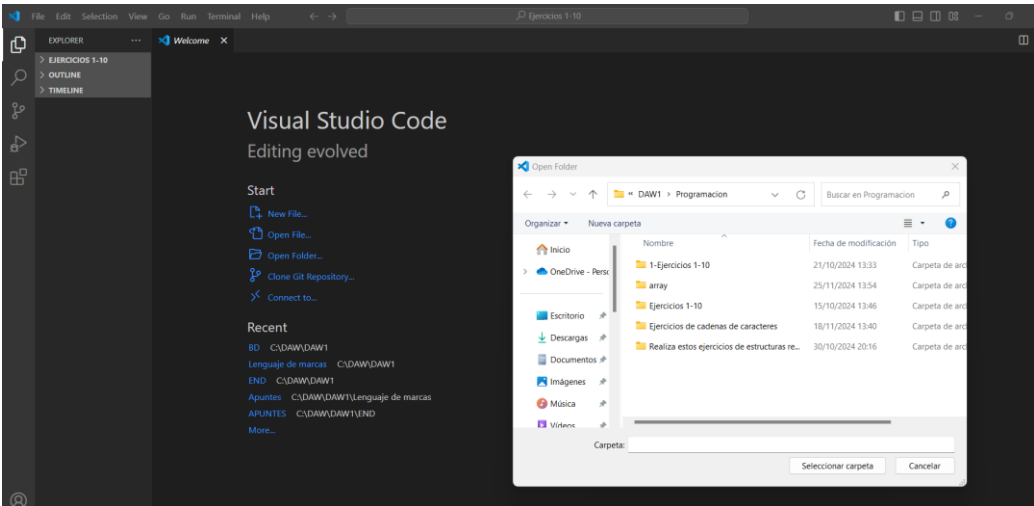 File Edit Selection View Go Run Terminal Help
Ejercicios 1-10
EXPLORER
Welcome
EJERCICIOS 1-10
OUTLINE
TIMELINE
Visual Studio Code
Editing evolved
Start
New File...
Open File...
Open Folder...
Clone Git Repository...
Connect to...
Recent
BD C:\DAW\DAW1
Lenguaje de marcas C:\DAW\DAW1
END C:\DAW\DAW1
Apuntes C:\DAW\DAW1\Lenguaje de marcas
APUNTES C:\DAW\DAW1\END
More...
Open Folder
« DAW1 > Programacion
Buscar en Programacion
Organizar Nueva carpeta
Inicio
OneDrive - Perso
Escritorio
Descargas
Documentos
Imágenes
Música
Vídeos
Nombre Fecha de modificación Tipo
1-Ejercicios 1-10 21/10/2024 13:33 Carpeta de arc
array 25/11/2024 13:54 Carpeta de arc
Ejercicios 1-10 15/10/2024 13:46 Carpeta de arc
Ejercicios de cadenas de caracteres 18/11/2024 13:40 Carpeta de arc
Realiza estos ejercicios de estructuras re... 30/10/2024 20:16 Carpeta de arc
Carpeta:
Seleccionar carpeta Cancelar